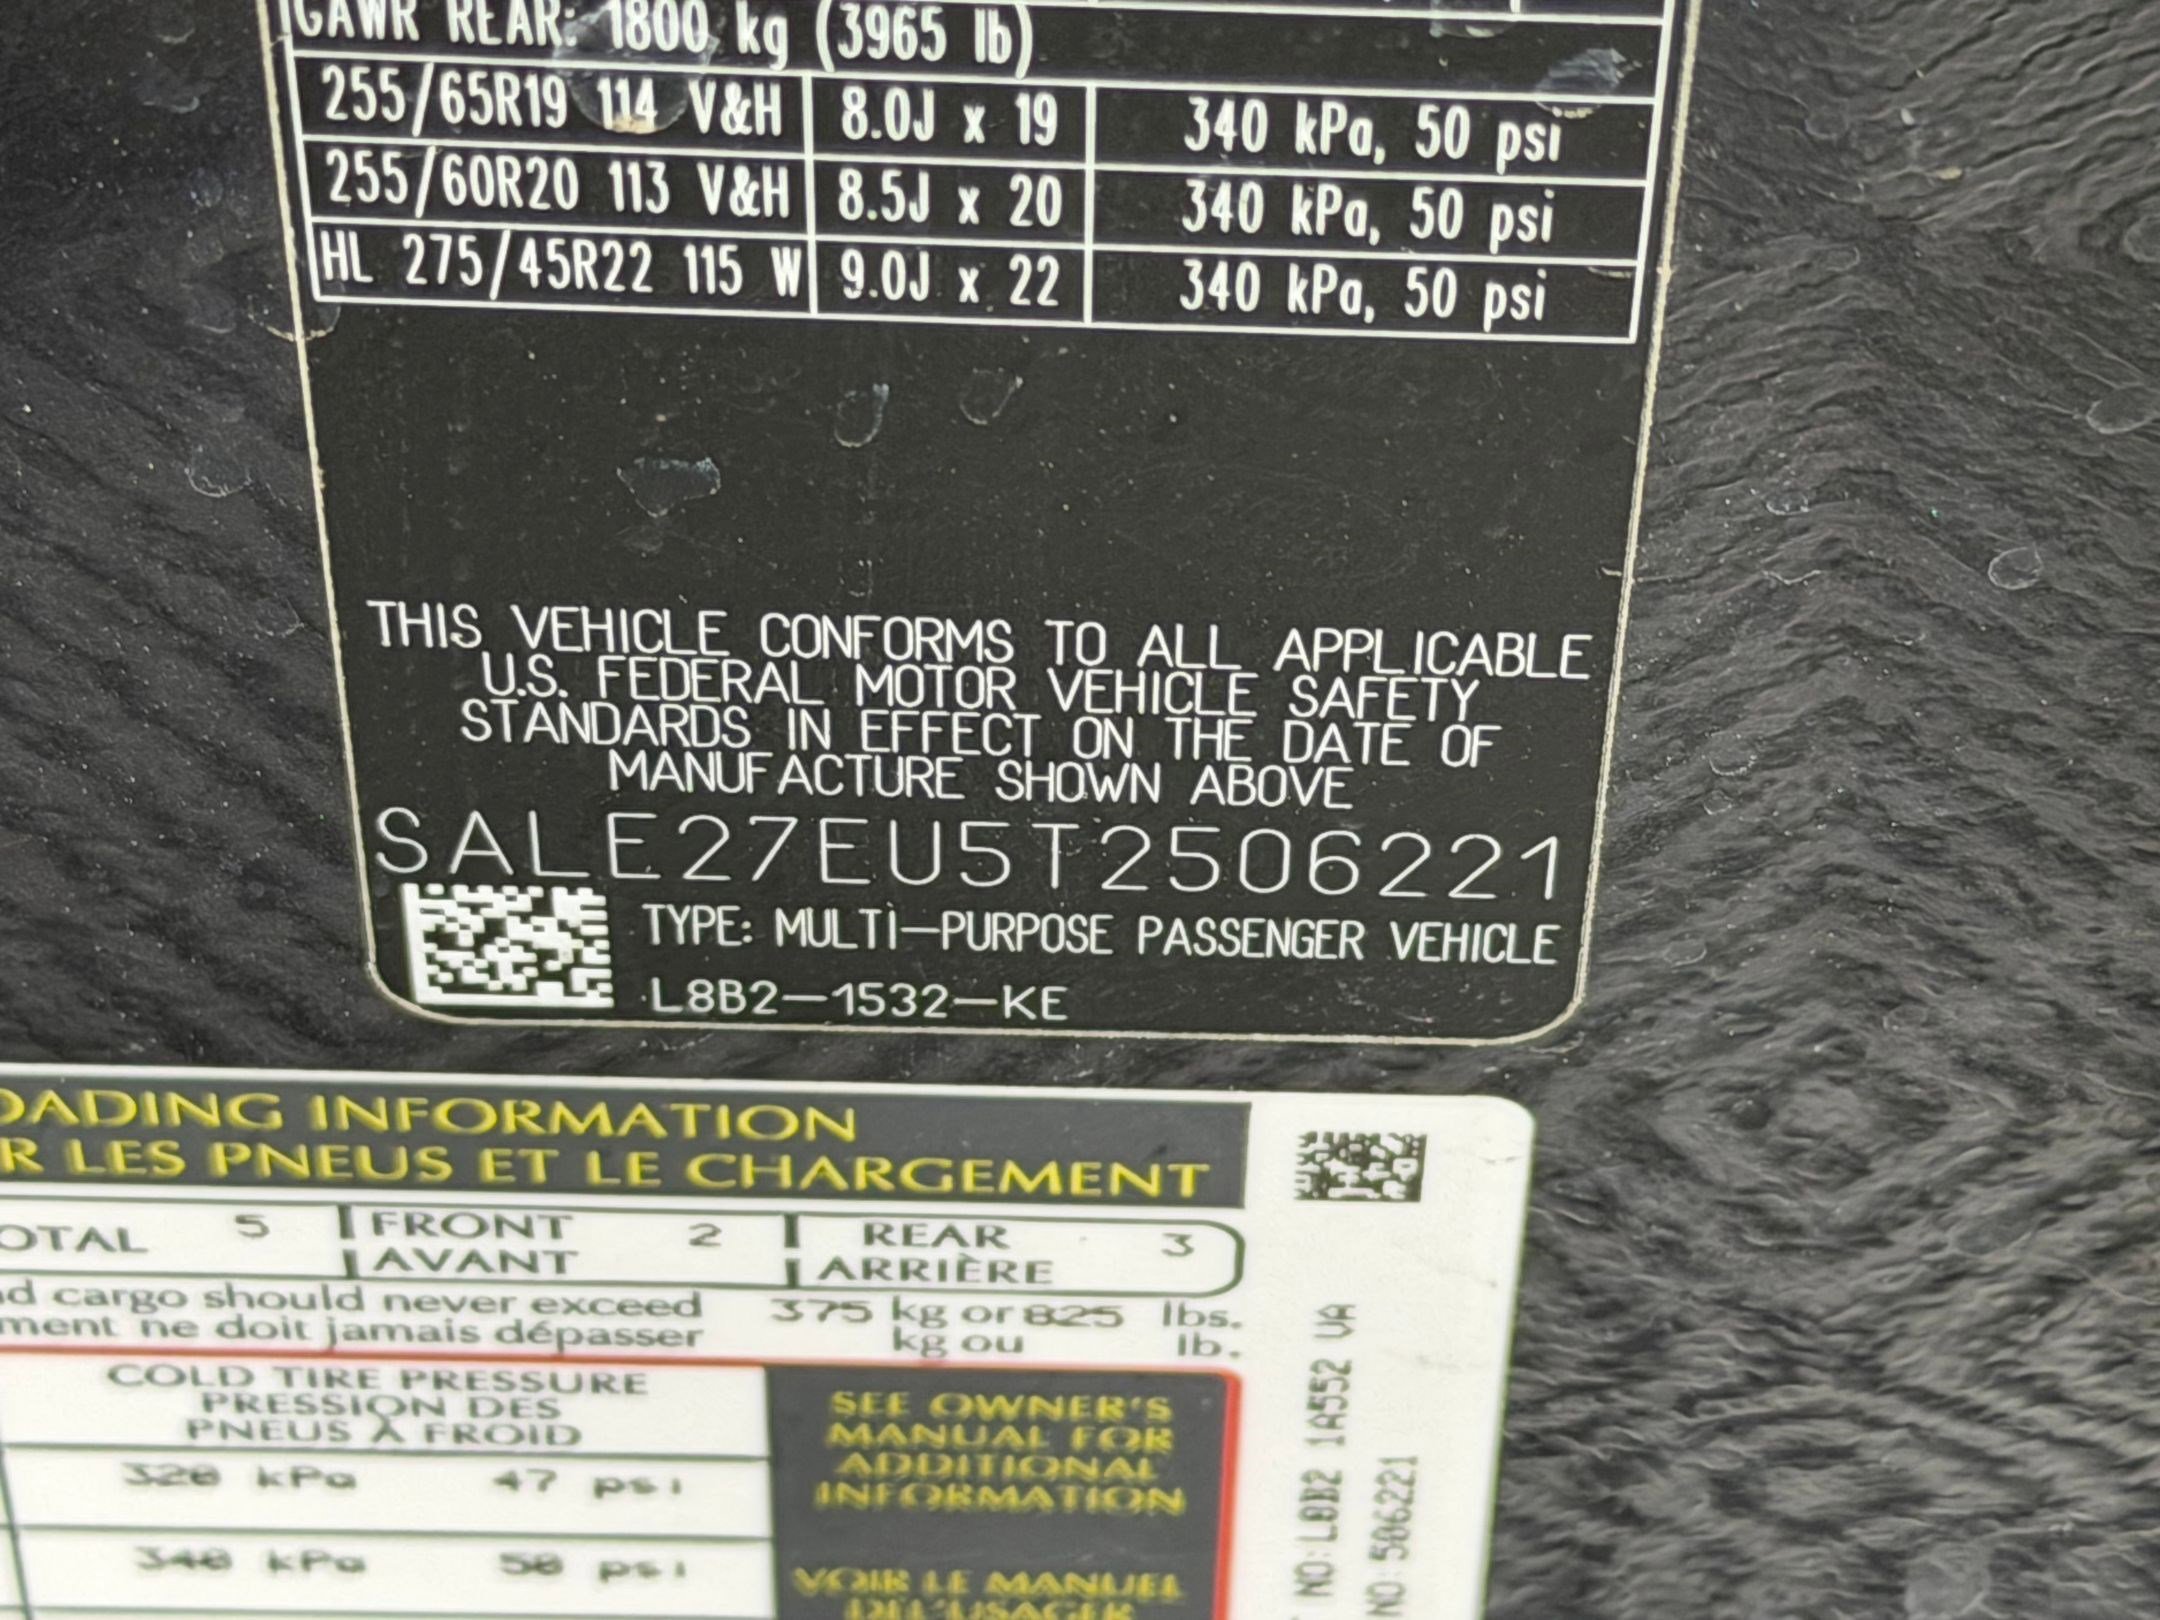 GAWR REAR: 1800 kg (3965 lb)
255/65R19 114 V&H 8.0J x 19 340 kPa, 50 psi
255/60R20 113 V&H 8.5J x 20 340 kPa, 50 psi
HL 275/45R22 115 W 9.0J x 22 340 kPa, 50 psi
THIS VEHICLE CONFORMS TO ALL APPLICABLE
U.S. FEDERAL MOTOR VEHICLE SAFETY
STANDARDS IN EFFECT ON THE DATE OF
MANUFACTURE SHOWN ABOVE
SALE27EU5T2506221
TYPE: MULTI-PURPOSE PASSENGER VEHICLE
L8B2-1532-KE
OADING INFORMATION
R LES PNEUS ET LE CHARGEMENT
OTAL 5 FRONT 2 REAR 3
AVANT ARRIÈRE
nd cargo should never exceed 375 kg or 825 lbs.
ment ne doit jamais dépasser kg ou lb.
COLD TIRE PRESSURE
PRESSION DES
PNEUS À FROID
320 kPa 47 psi
340 kPa 50 psi
SEE OWNER'S
MANUAL FOR
ADDITIONAL
INFORMATION
VOIR LE MANUEL
DE L'USAGER
NO:L8B2 1A552 VA
NO:506221